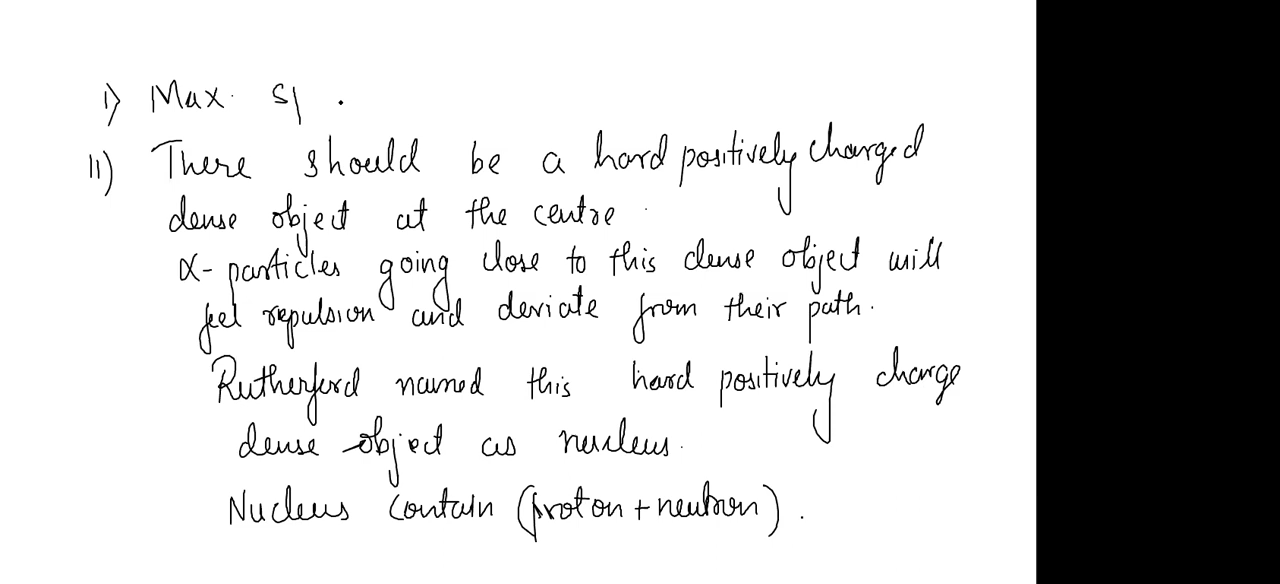 I) Max. S| .
II) There should be a hard positively charged
dense object at the centre.
α-particles going close to this dense object will
feel repulsion and deviate from their path.
Rutherford named this hard positively charge
dense object as nucleus.
Nucleus contain (proton + neutron).